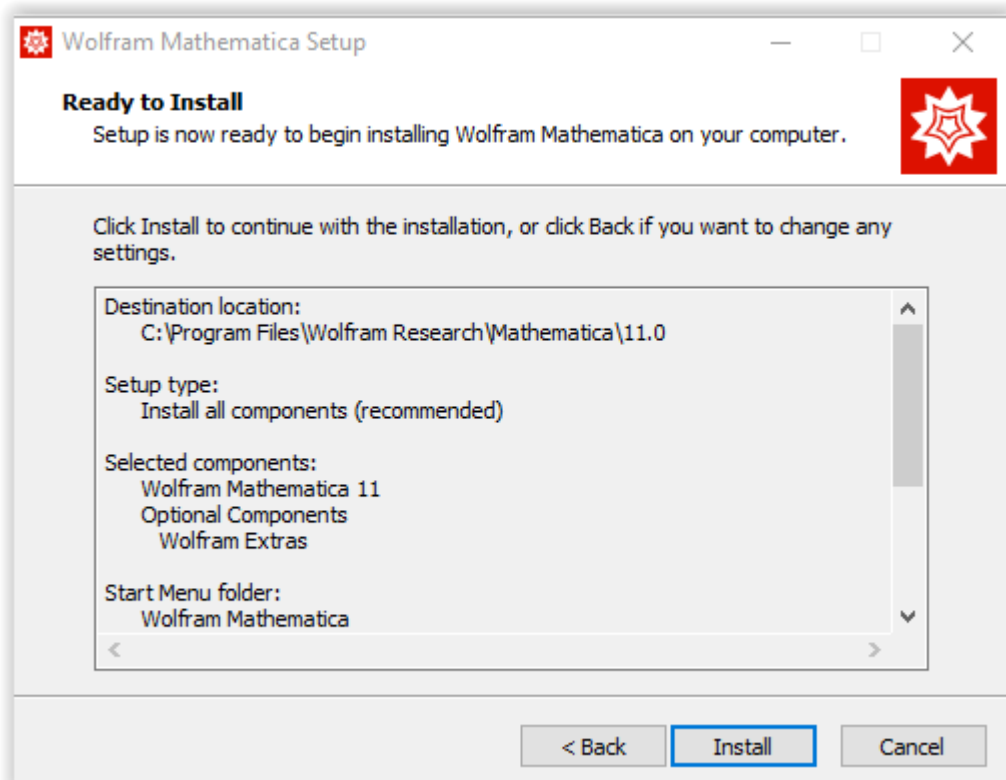 Wolfram Mathematica Setup
Ready to Install
Setup is now ready to begin installing Wolfram Mathematica on your computer.
Click Install to continue with the installation, or click Back if you want to change any
settings.
Destination location:
C:\Program Files\Wolfram Research\Mathematica\11.0
Setup type:
Install all components (recommended)
Selected components:
Wolfram Mathematica 11
Optional Components
Wolfram Extras
Start Menu folder:
Wolfram Mathematica
< Back Install Cancel